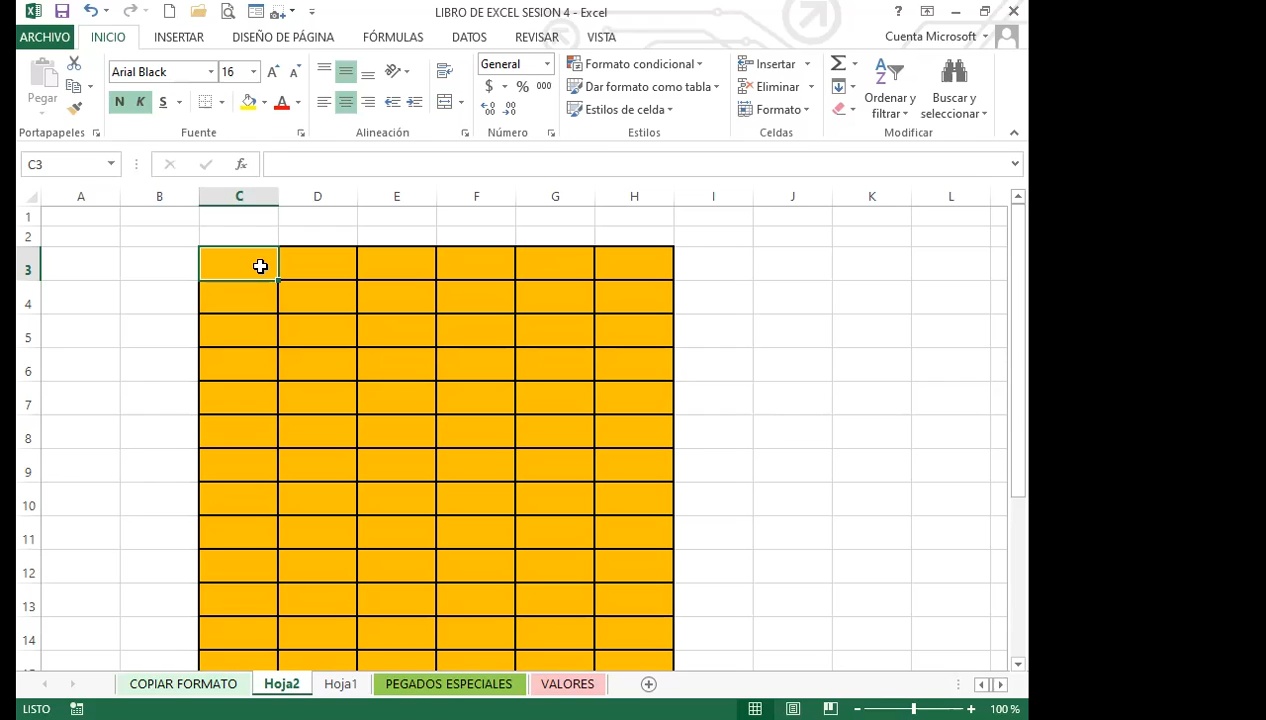 LIBRO DE EXCEL SESION 4 - Excel
?
ARCHIVO INICIO INSERTAR DISEÑO DE PÁGINA FÓRMULAS DATOS REVISAR VISTA Cuenta Microsoft
Pegar
Portapapeles
Arial Black 16 A A
N K S A
Fuente
Alineación
General
$ % 000
Número
Formato condicional
Dar formato como tabla
Estilos de celda
Estilos
Insertar
Eliminar
Formato
Celdas
Ordenar y filtrar
Buscar y seleccionar
Modificar
C3 fx
A B C D E F G H I J K L
1
2
3
4
5
6
7
8
9
10
11
12
13
14
COPIAR FORMATO Hoja2 Hoja1 PEGADOS ESPECIALES VALORES
LISTO 100 %